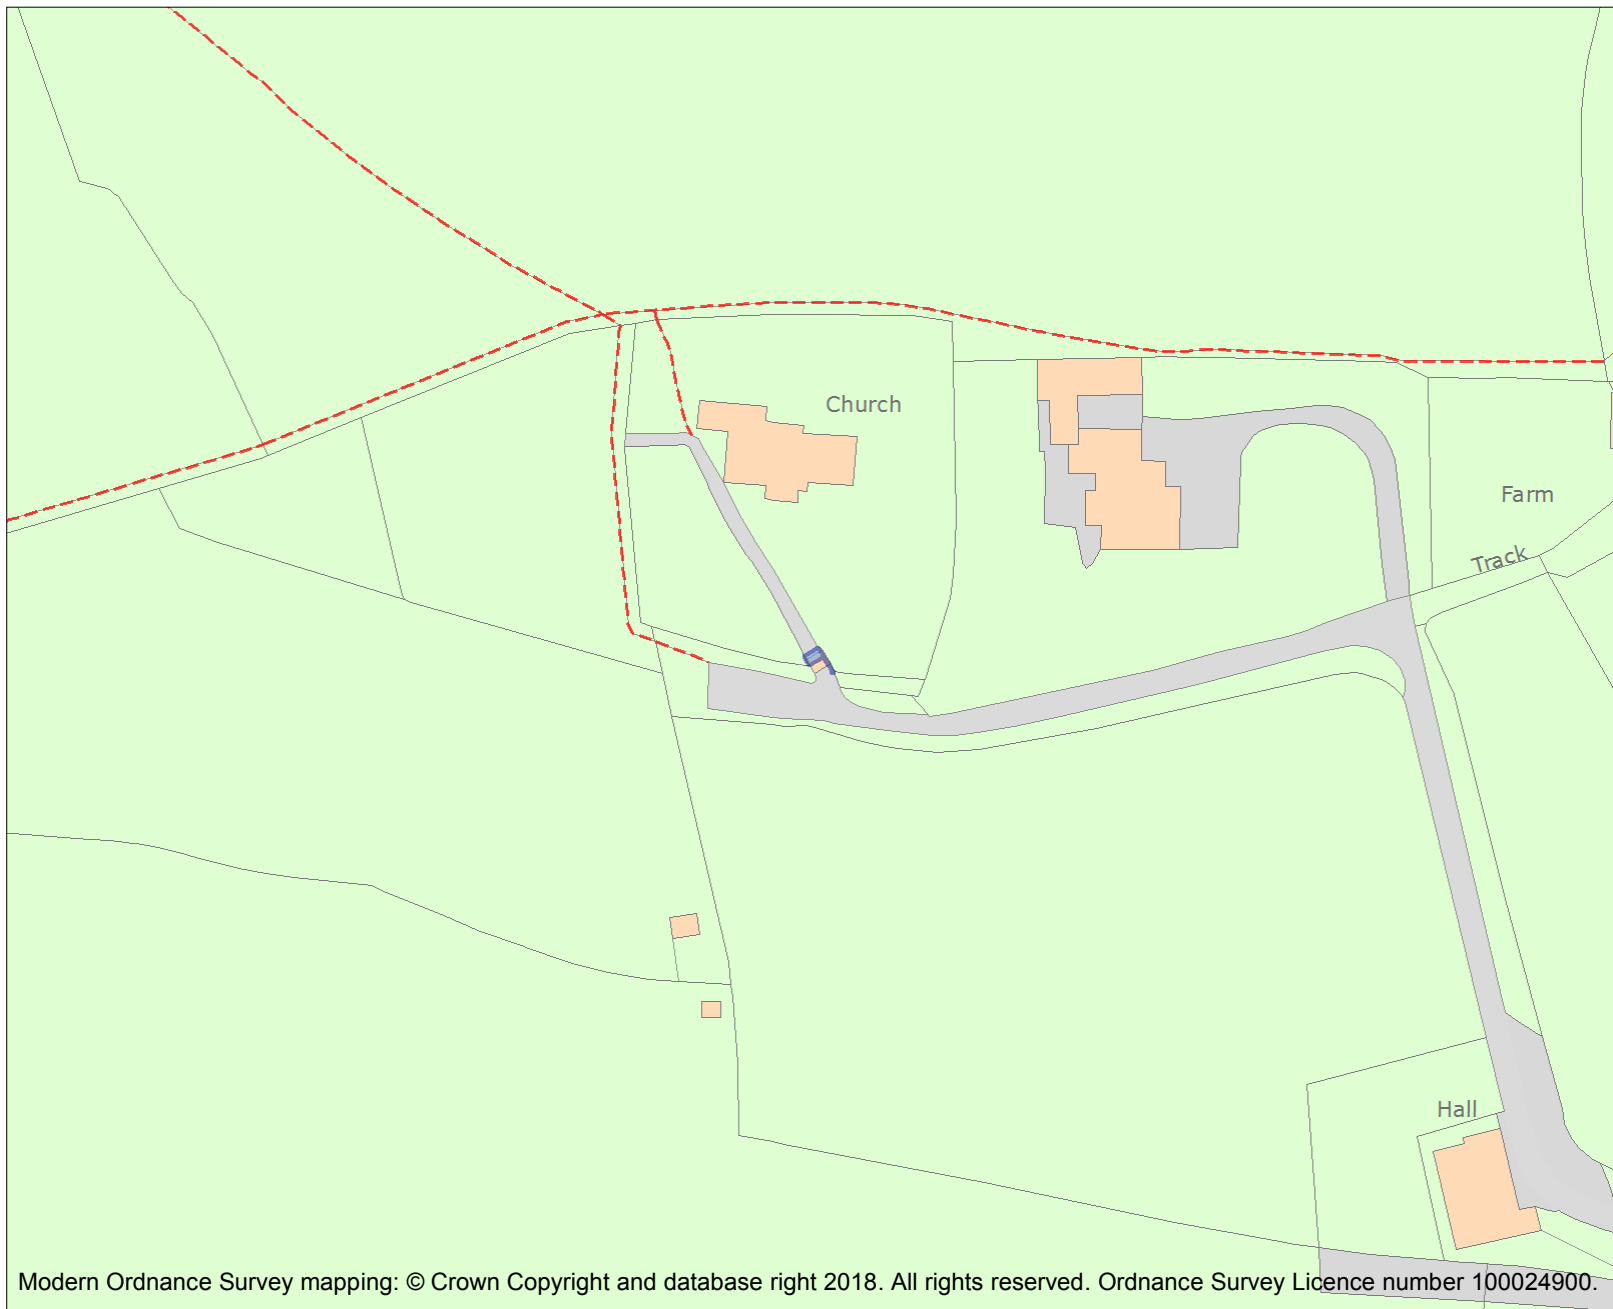 Church
Farm
Track
Hall
Modern Ordnance Survey mapping: © Crown Copyright and database right 2018. All rights reserved. Ordnance Survey Licence number 100024900.